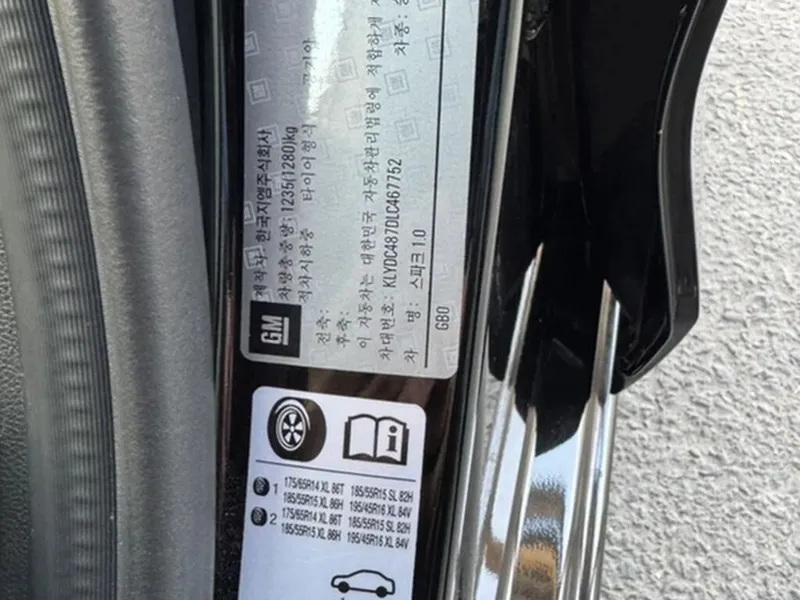 GM
제작자: 한국지엠주식회사
차량총중량: 1235(1280)kg
적차시하중 타이어형식 공기압
전축:
후축:
이 자동차는 대한민국 자동차관리법령에 적합하게
차대번호: KLYDC487DLC467752 차종:
차 명: 스파크 1.0
GB0
1 175/65R14 XL 86T 185/55R15 SL 82H
185/55R15 XL 86H 195/45R16 XL 84V
2 175/65R14 XL 86T 185/55R15 SL 82H
185/55R15 XL 86H 195/45R16 XL 84V